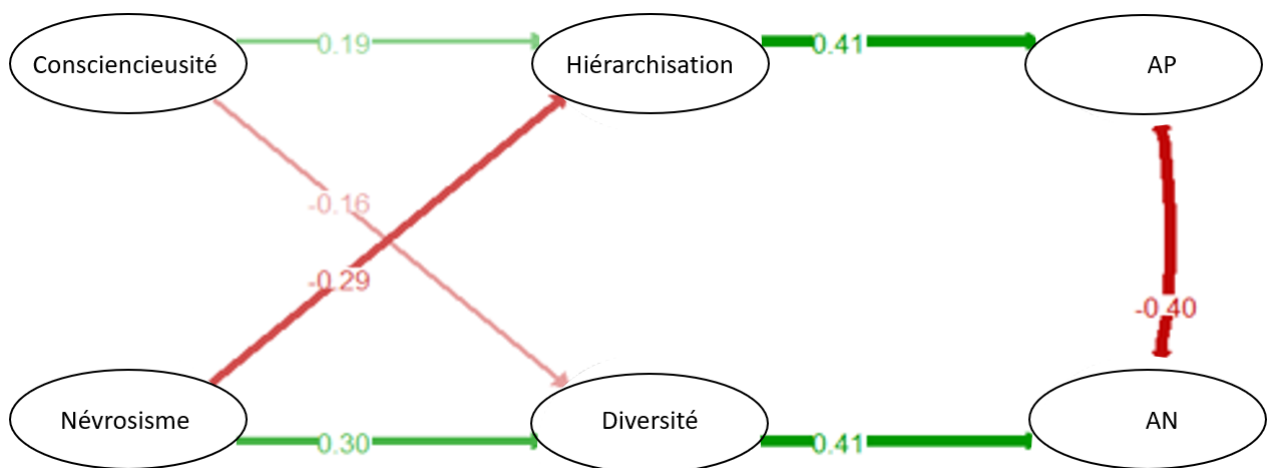 0.19
0.41
Consciencieusité
Hiérarchisation
AP
-0.16
-0.29
-0.40
Névrosisme
Diversité
AN
0.30
0.41